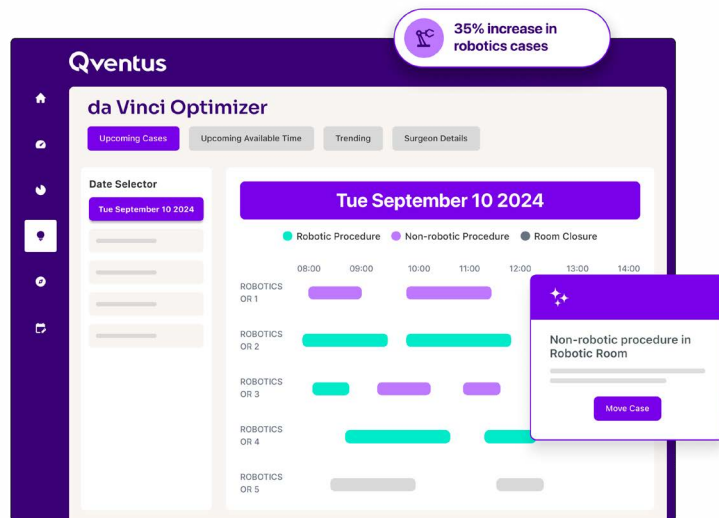 35% increase in
robotics cases
Qventus
da Vinci Optimizer
Upcoming Cases
Upcoming Available Time
Trending
Surgeon Details
Date Selector
Tue September 10 2024
Tue September 10 2024
Robotic Procedure
Non-robotic Procedure
Room Closure
08:00
09:00
10:00
11:00
12:00
13:00
14:00
ROBOTICS
OR 1
ROBOTICS
OR 2
ROBOTICS
OR 3
ROBOTICS
OR 4
ROBOTICS
OR 5
Non-robotic procedure in
Robotic Room
Move Case